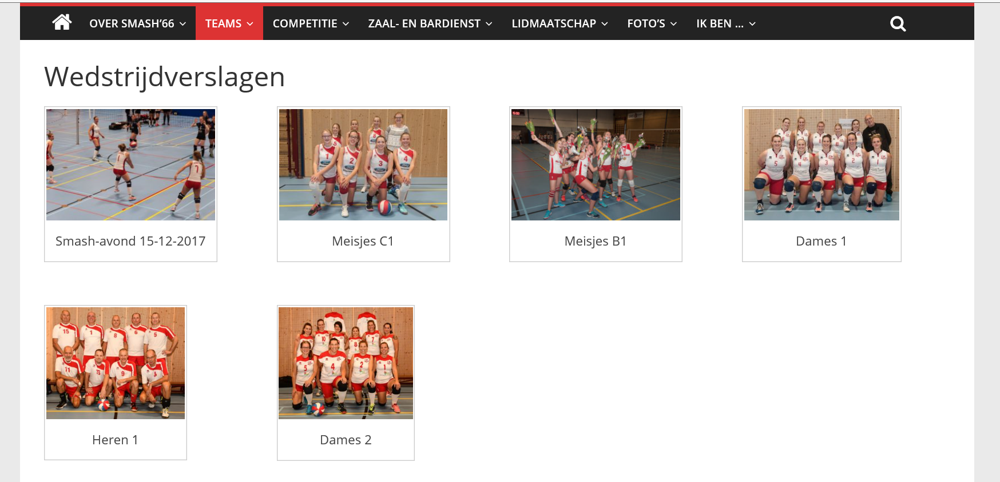 OVER SMASH’66 TEAMS COMPETITIE ZAAL- EN BARDIENST LIDMAATSCHAP FOTO’S IK BEN ...
Wedstrijdverslagen
Smash-avond 15-12-2017
Meisjes C1
Meisjes B1
Dames 1
Heren 1
Dames 2